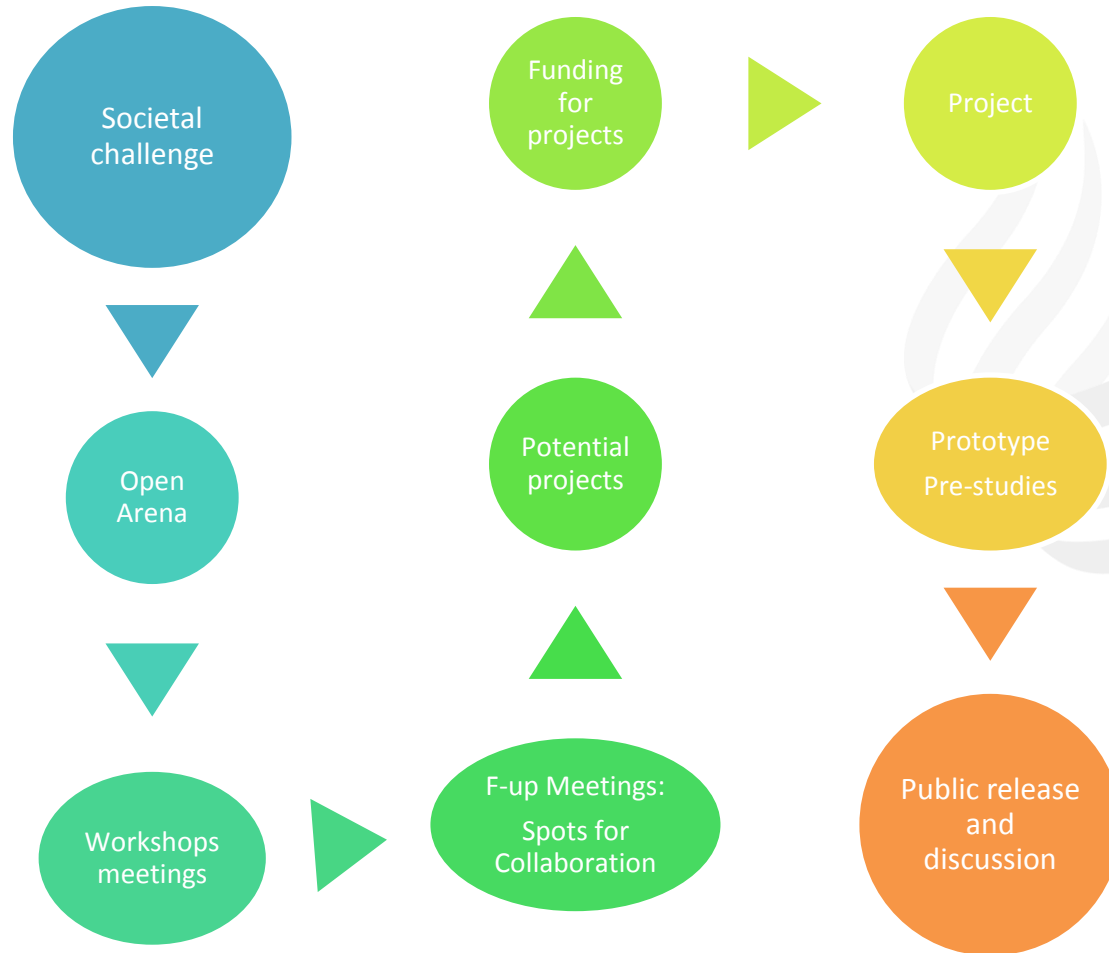 Societal
challenge
Open
Arena
Workshops
meetings
F-up Meetings:
Spots for
Collaboration
Potential
projects
Funding
for
projects
Project
Prototype
Pre-studies
Public release
and
discussion